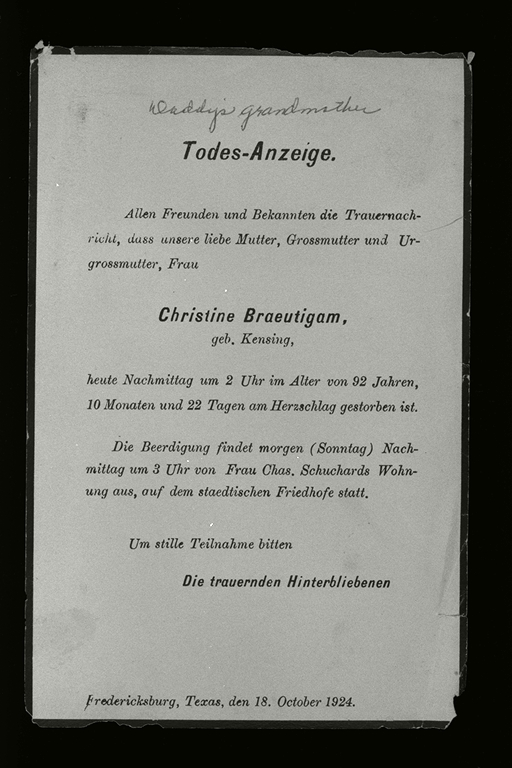 Daddy's grandmother
Todes-Anzeige.
Allen Freunden und Bekannten die Trauernach-
richt, dass unsere liebe Mutter, Grossmutter und Ur-
grossmutter, Frau
Christine Braeutigam,
geb. Kensing,
heute Nachmittag um 2 Uhr im Alter von 92 Jahren,
10 Monaten und 22 Tagen am Herzschlag gestorben ist.
Die Beerdigung findet morgen (Sonntag) Nach-
mittag um 3 Uhr von Frau Chas. Schuchards Wohn-
ung aus, auf dem staedtischen Friedhofe statt.
Um stille Teilnahme bitten
Die trauernden Hinterbliebenen
Fredericksburg, Texas, den 18. October 1924.